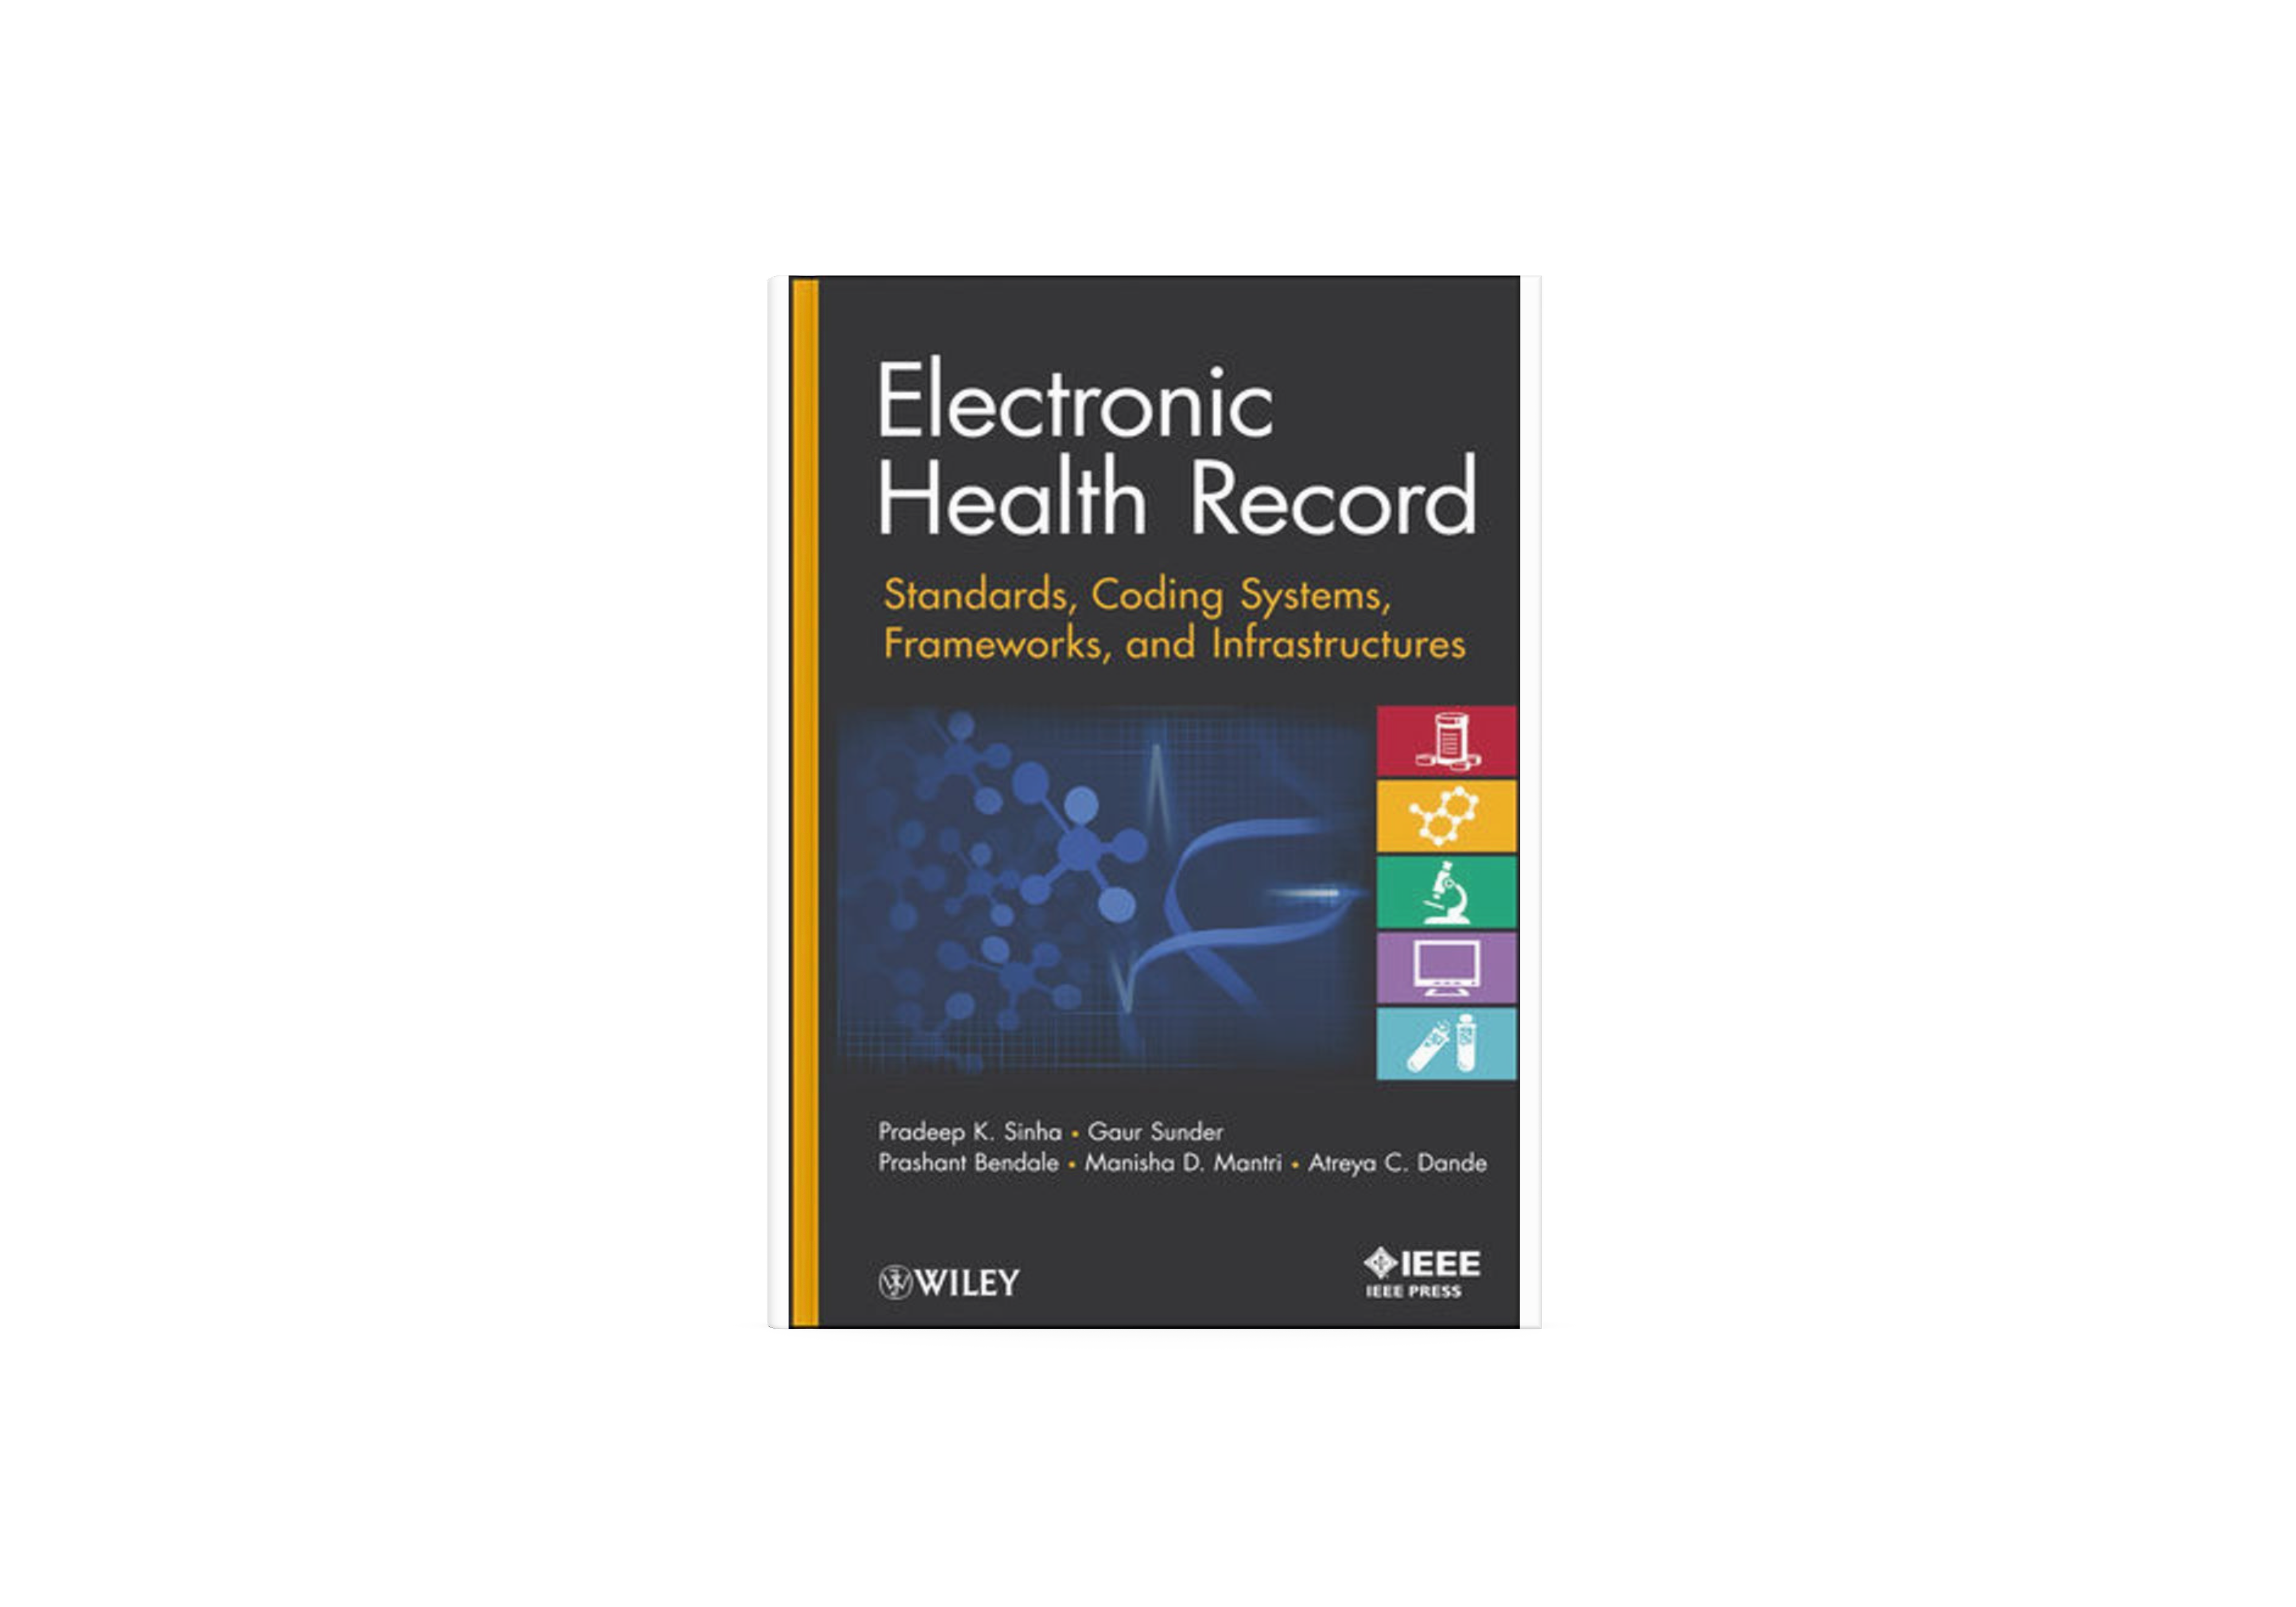 Electronic
Health Record
Standards, Coding Systems,
Frameworks, and Infrastructures
Pradeep K. Sinha • Gaur Sunder
Prashant Bendale • Manisha D. Mantri • Atreya C. Dande
WILEY
IEEE
IEEE PRESS